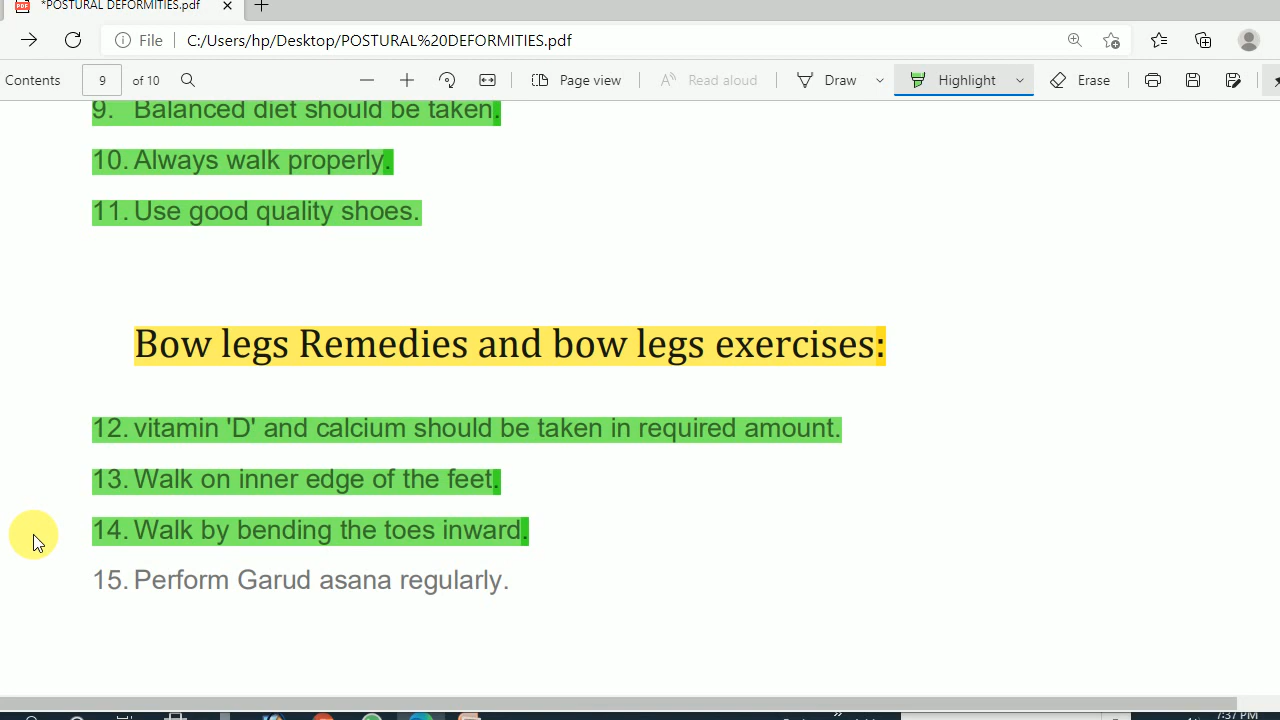 *POSTURAL DEFORMITIES.pdf
File
C:/Users/hp/Desktop/POSTURAL%20DEFORMITIES.pdf
Contents 9 of 10 Page view Read aloud Draw Highlight Erase
9. Balanced diet should be taken.
10. Always walk properly.
11. Use good quality shoes.
Bow legs Remedies and bow legs exercises:
12. vitamin 'D' and calcium should be taken in required amount.
13. Walk on inner edge of the feet.
14. Walk by bending the toes inward.
15. Perform Garud asana regularly.
7:37 PM